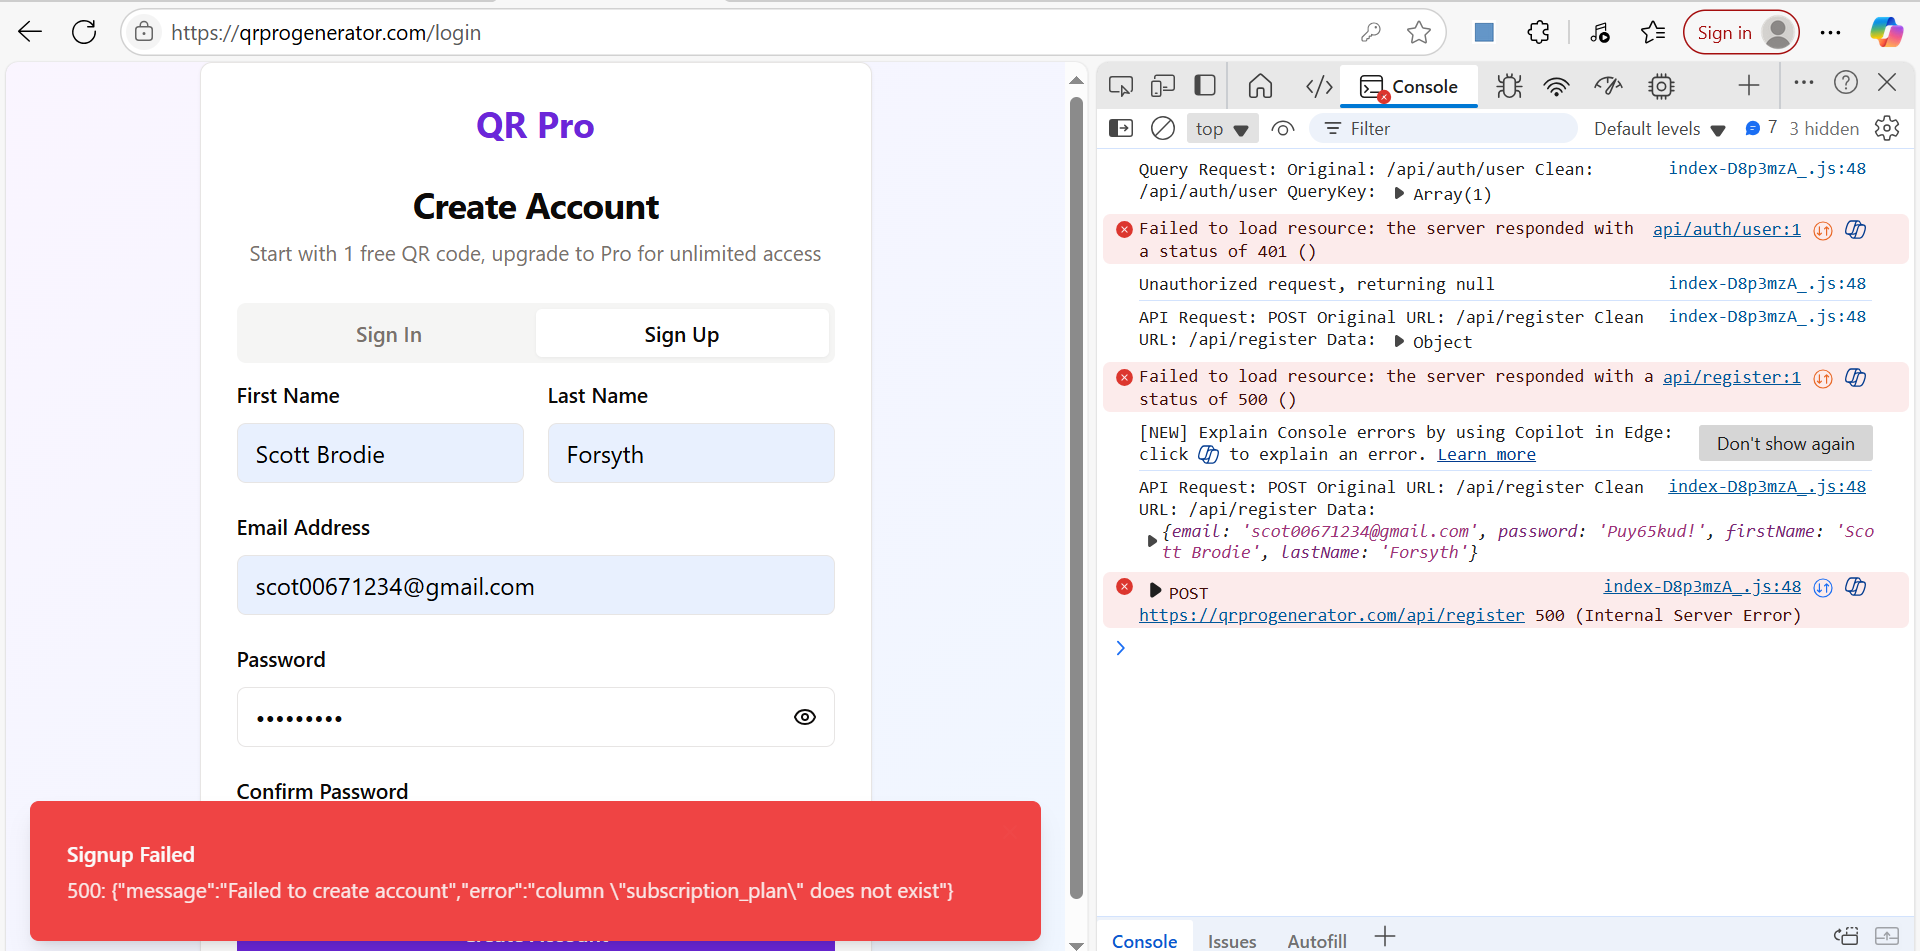 https://qrprogenerator.com/login
Sign in
QR Pro
Create Account
Start with 1 free QR code, upgrade to Pro for unlimited access
Sign In
Sign Up
First Name
Last Name
Scott Brodie
Forsyth
Email Address
scot00671234@gmail.com
Password
•••••••••
Confirm Password
Signup Failed
500: {"message":"Failed to create account","error":"column \"subscription_plan\" does not exist"}
Console
top
Filter
Default levels
7
3 hidden
Query Request: Original: /api/auth/user Clean:
index-D8p3mzA_.js:48
/api/auth/user QueryKey: Array(1)
Failed to load resource: the server responded with
api/auth/user:1
a status of 401 ()
Unauthorized request, returning null
index-D8p3mzA_.js:48
API Request: POST Original URL: /api/register Clean
index-D8p3mzA_.js:48
URL: /api/register Data: Object
Failed to load resource: the server responded with a
api/register:1
status of 500 ()
[NEW] Explain Console errors by using Copilot in Edge:
click to explain an error. Learn more
Don't show again
API Request: POST Original URL: /api/register Clean
index-D8p3mzA_.js:48
URL: /api/register Data:
{email: 'scot00671234@gmail.com', password: 'Puy65kud!', firstName: 'Sco
tt Brodie', lastName: 'Forsyth'}
POST
index-D8p3mzA_.js:48
https://qrprogenerator.com/api/register 500 (Internal Server Error)
Console
Issues
Autofill